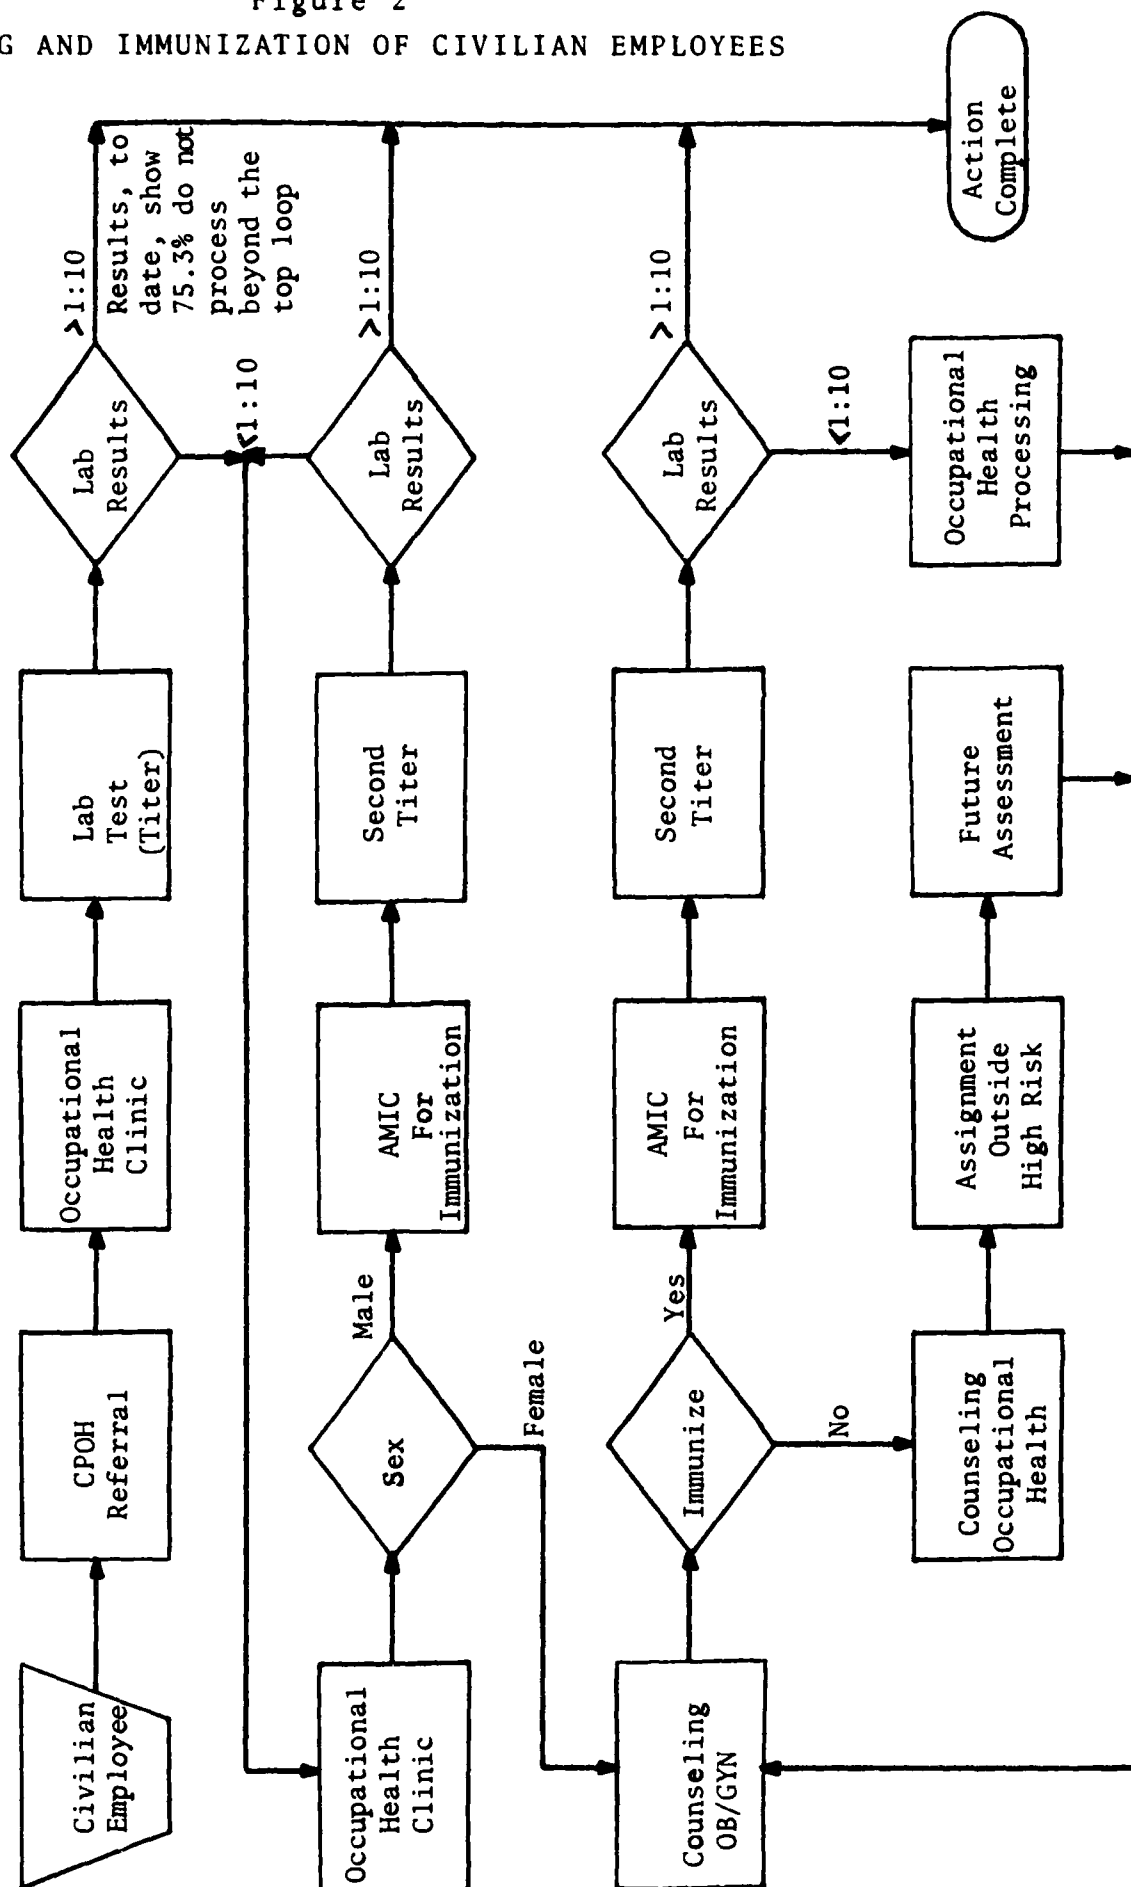 Figure 2
G AND IMMUNIZATION OF CIVILIAN EMPLOYEES
Civilian
Employee
CPOH
Referral
Occupational
Health
Clinic
Lab
Test
(Titer)
Lab
Results
>1:10
Results, to
date, show
75.3% do not
process
beyond the
top loop
<1:10
Occupational
Health
Clinic
Sex
Male
Female
AMIC
For
Immunization
Second
Titer
Lab
Results
>1:10
Counseling
OB/GYN
Immunize
Yes
No
AMIC
For
Immunization
Second
Titer
Lab
Results
>1:10
<1:10
Counseling
Occupational
Health
Assignment
Outside
High Risk
Future
Assessment
Occupational
Health
Processing
Action
Complete